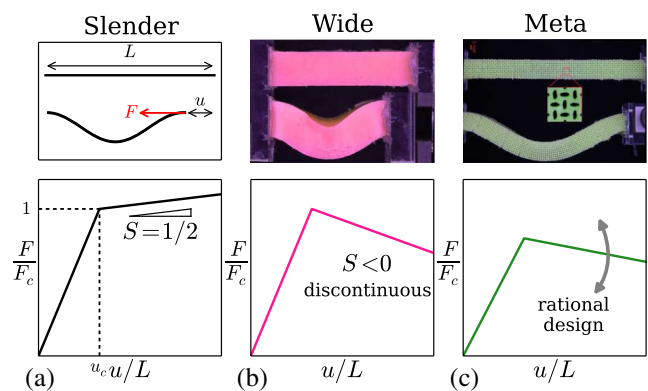 Slender
Wide
Meta
L
F
u
1
F/F_c
S=1/2
u_c
u/L
(a)
F/F_c
S<0
discontinuous
u/L
(b)
F/F_c
rational
design
u/L
(c)